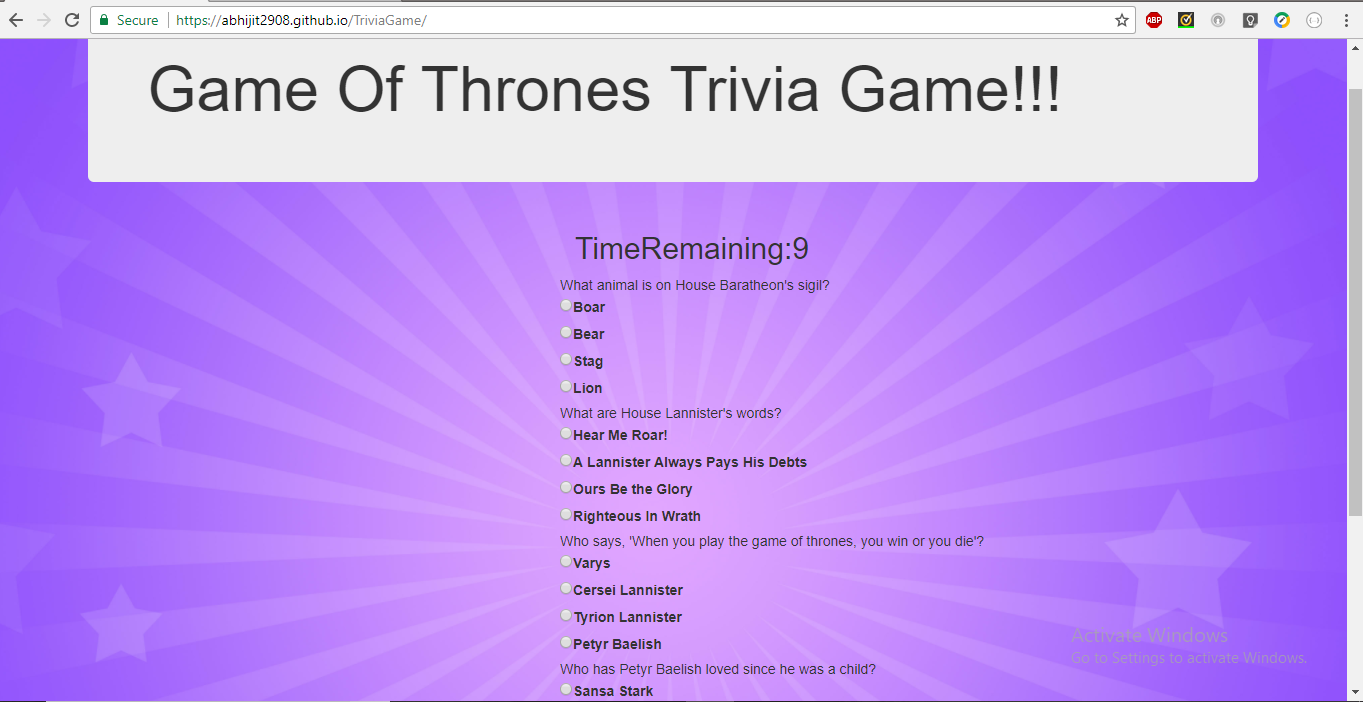 Secure
https://abhijit2908.github.io/TriviaGame/
ABP
Game Of Thrones Trivia Game!!!
TimeRemaining:9
What animal is on House Baratheon's sigil?
Boar
Bear
Stag
Lion
What are House Lannister's words?
Hear Me Roar!
A Lannister Always Pays His Debts
Ours Be the Glory
Righteous In Wrath
Who says, 'When you play the game of thrones, you win or you die'?
Varys
Cersei Lannister
Tyrion Lannister
Petyr Baelish
Who has Petyr Baelish loved since he was a child?
Sansa Stark
Activate Windows
Go to Settings to activate Windows.